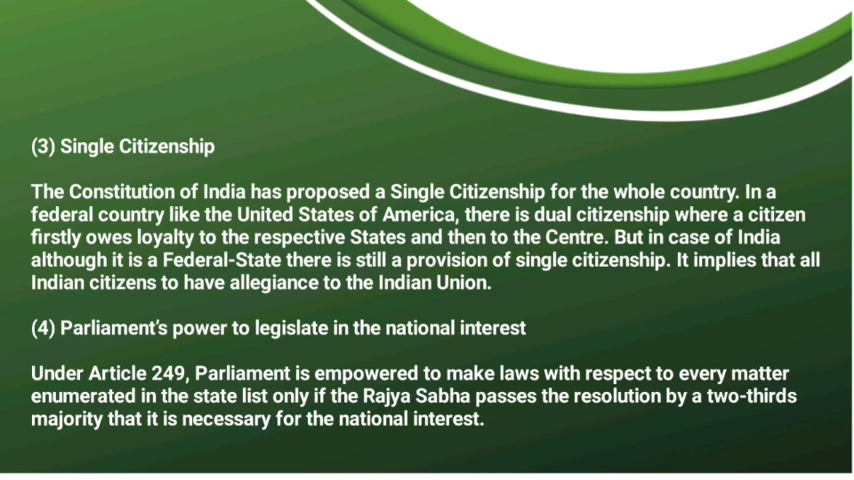 (3) Single Citizenship
The Constitution of India has proposed a Single Citizenship for the whole country. In a
federal country like the United States of America, there is dual citizenship where a citizen
firstly owes loyalty to the respective States and then to the Centre. But in case of India
although it is a Federal-State there is still a provision of single citizenship. It implies that all
Indian citizens to have allegiance to the Indian Union.
(4) Parliament's power to legislate in the national interest
Under Article 249, Parliament is empowered to make laws with respect to every matter
enumerated in the state list only if the Rajya Sabha passes the resolution by a two-thirds
majority that it is necessary for the national interest.